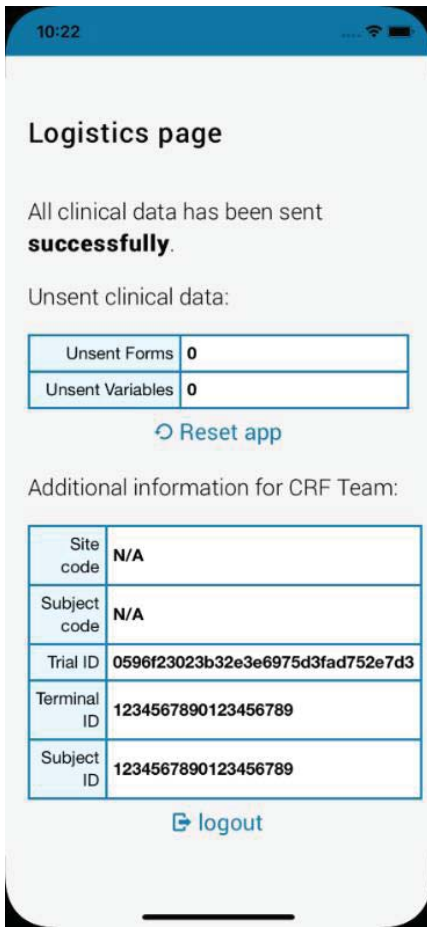 10:22
Logistics page
All clinical data has been sent
successfully.
Unsent clinical data:
Unsent Forms 0
Unsent Variables 0
Reset app
Additional information for CRF Team:
Site
code N/A
Subject
code N/A
Trial ID 0596f23023b32e3e6975d3fad752e7d3
Terminal
ID 1234567890123456789
Subject
ID 1234567890123456789
logout